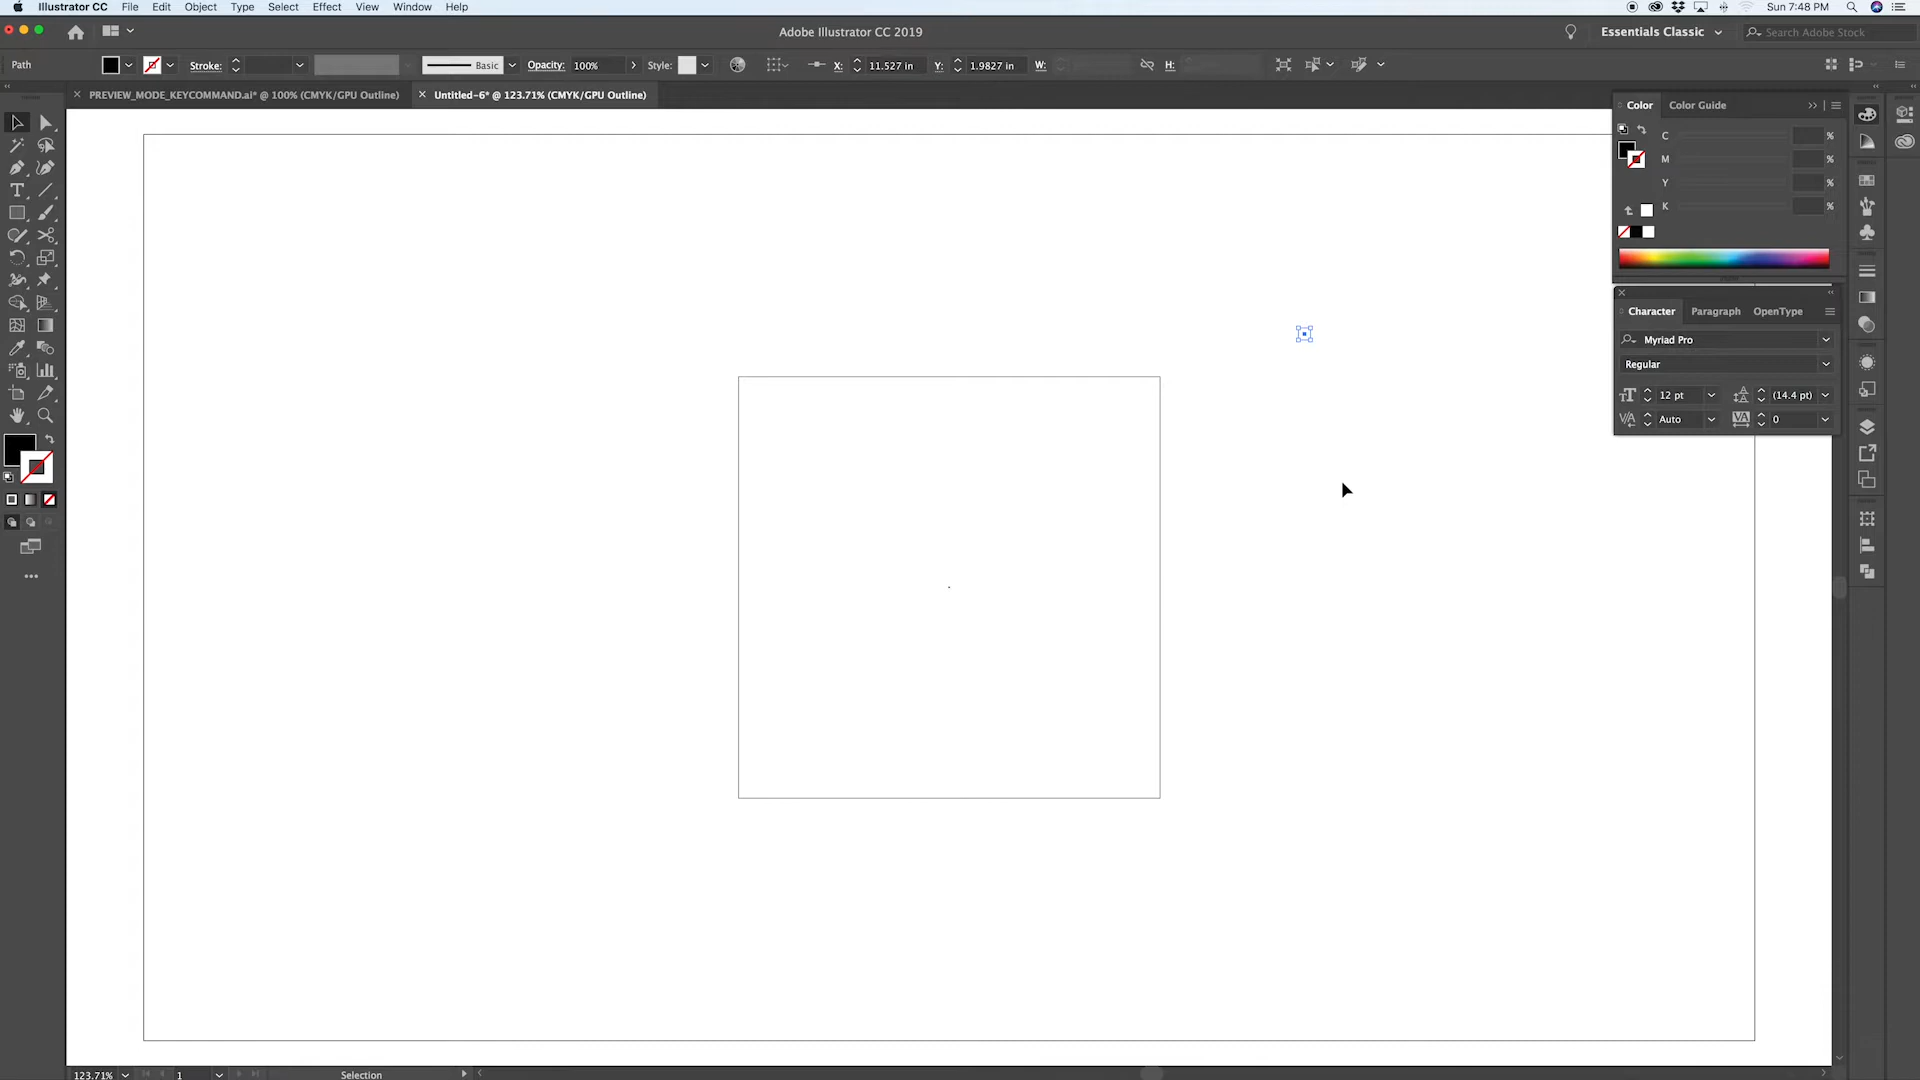 Illustrator CC File Edit Object Type Select Effect View Window Help Sun 7:48 PM
Adobe Illustrator CC 2019 Essentials Classic Search Adobe Stock
Path Stroke: Basic Opacity: 100% Style: X: 11.527 in Y: 1.9827 in W: H:
PREVIEW_MODE_KEYCOMMAND.ai* @ 100% (CMYK/GPU Outline) Untitled-6* @ 123.71% (CMYK/GPU Outline)
Color Color Guide
C %
M %
Y %
K %
Character Paragraph OpenType
Myriad Pro
Regular
12 pt (14.4 pt)
Auto 0
123.71% 1 Selection